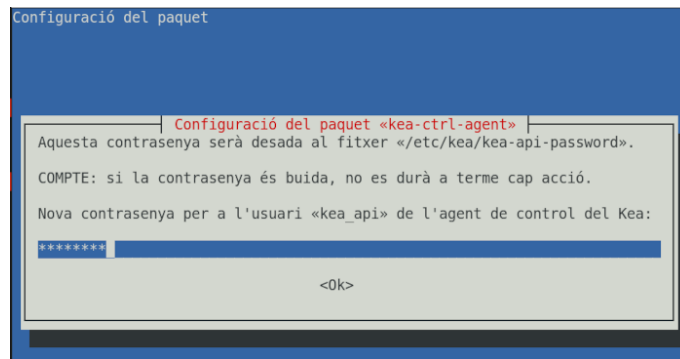 Configuració del paquet
Configuració del paquet «kea-ctrl-agent»
Aquesta contrasenya serà desada al fitxer «/etc/kea/kea-api-password».
COMPTE: si la contrasenya és buida, no es durà a terme cap acció.
Nova contrasenya per a l'usuari «kea_api» de l'agent de control del Kea:
********_
<Ok>